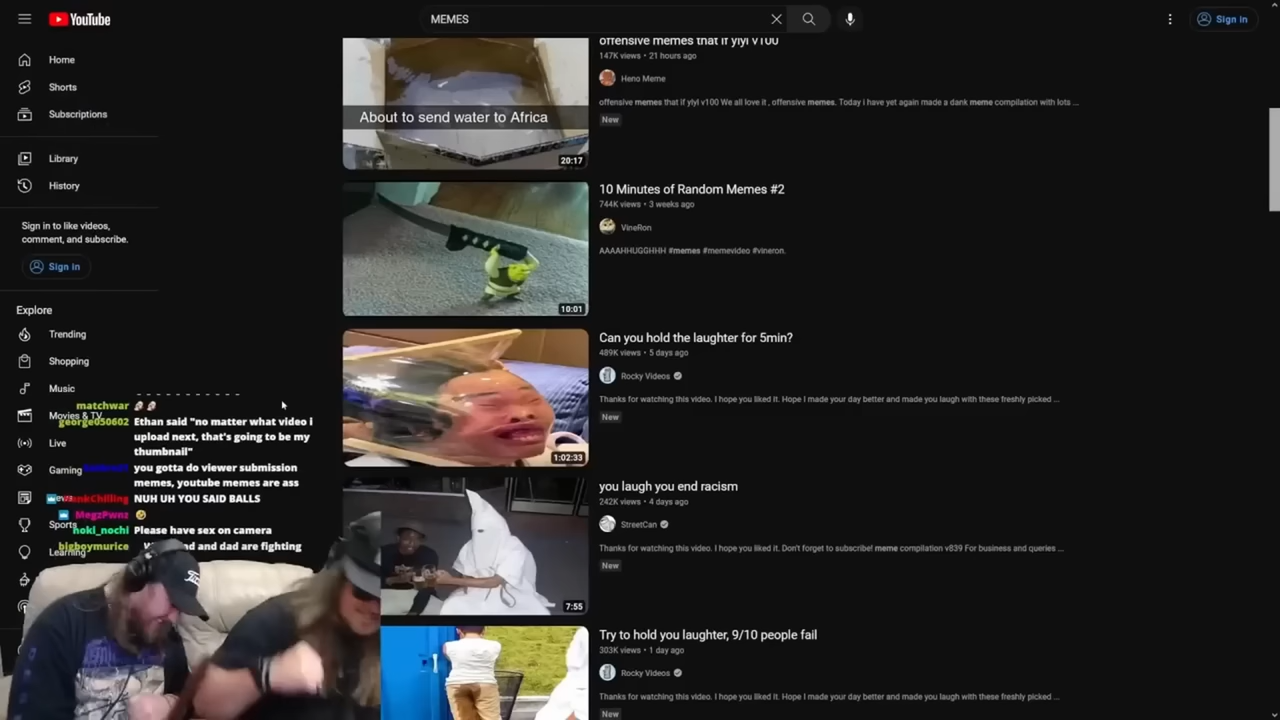 YouTube
MEMES
Sign in
Home
Shorts
Subscriptions
Library
History
Sign in to like videos,
comment, and subscribe.
Sign in
Explore
Trending
Shopping
Music
Movies & TV
Live
Gaming
Sports
Learning
matchwar
george050602 Ethan said "no matter what video I
upload next, that's going to be my
thumbnail"
you gotta do viewer submission
memes, youtube memes are ass
NUH UH YOU SAID BALLS
MegzPwnz
noki_nochi Please have sex on camera
bigboymurice and dad are fighting
About to send water to Africa
20:17
offensive memes that if ylyl v100
147K views • 21 hours ago
Heno Meme
offensive memes that if ylyl v100 We all love it , offensive memes. Today i have yet again made a dank meme compilation with lots ...
New
10:01
10 Minutes of Random Memes #2
744K views • 3 weeks ago
VineRon
AAAAHHUGGHHH #memes #memevideo #vineron.
1:02:33
Can you hold the laughter for 5min?
489K views • 5 days ago
Rocky Videos
Thanks for watching this video. I hope you liked it. Hope I made your day better and made you laugh with these freshly picked ...
New
7:55
you laugh you end racism
242K views • 4 days ago
StreetCan
Thanks for watching this video. I hope you liked it. Don't forget to subscribe! meme compilation v839 For business and queries ...
New
Try to hold you laughter, 9/10 people fail
303K views • 1 day ago
Rocky Videos
Thanks for watching this video. I hope you liked it. Hope I made your day better and made you laugh with these freshly picked ...
New